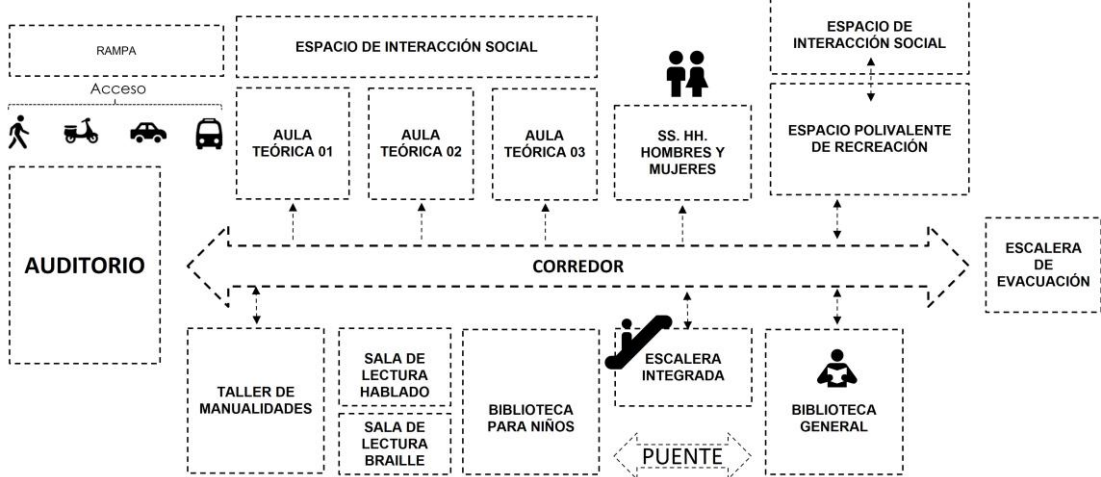 RAMPA
Acceso
ESPACIO DE INTERACCIÓN SOCIAL
ESPACIO DE
INTERACCIÓN SOCIAL
AULA
TEÓRICA 01
AULA
TEÓRICA 02
AULA
TEÓRICA 03
SS. HH.
HOMBRES Y
MUJERES
ESPACIO POLIVALENTE
DE RECREACIÓN
AUDITORIO
CORREDOR
ESCALERA
DE
EVACUACIÓN
TALLER DE
MANUALIDADES
SALA DE
LECTURA
HABLADO
SALA DE
LECTURA
BRAILLE
BIBLIOTECA
PARA NIÑOS
ESCALERA
INTEGRADA
PUENTE
BIBLIOTECA
GENERAL